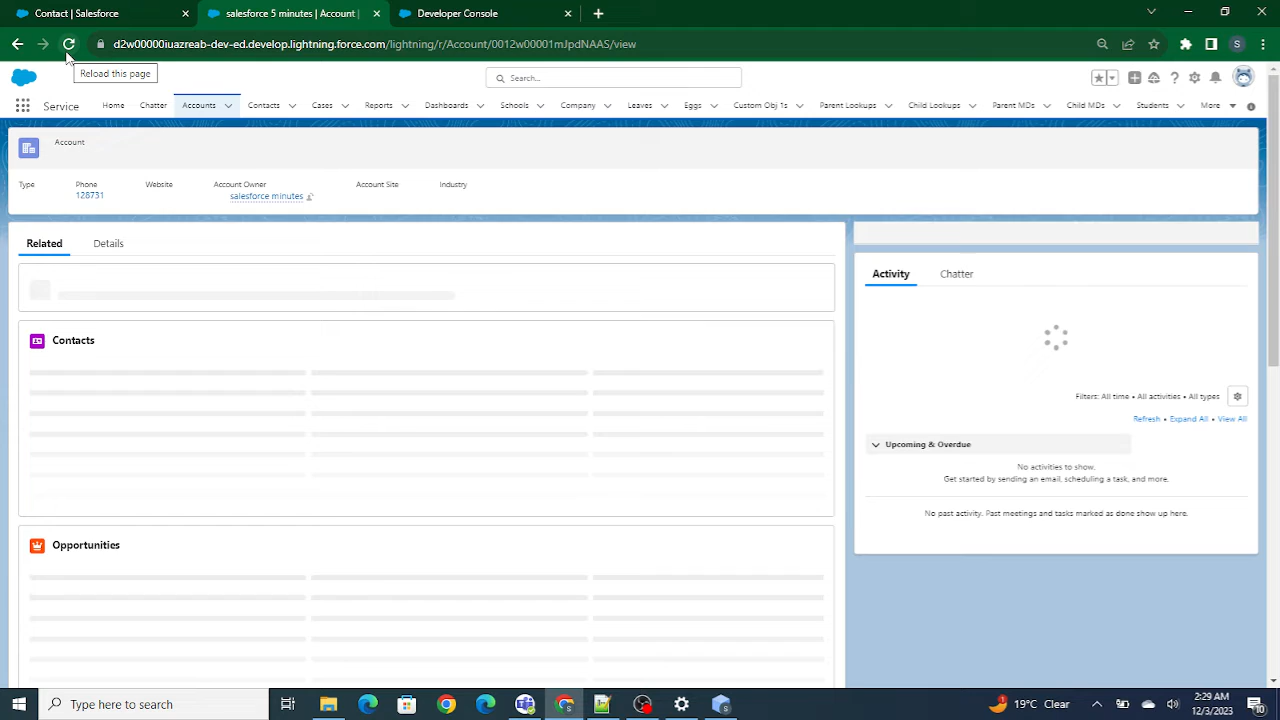 Contact | Salesforce
salesforce 5 minutes | Account |
Developer Console
d2w00000iuazreab-dev-ed.develop.lightning.force.com/lightning/r/Account/0012w00001mJpdNAAS/view
S
Reload this page
Search...
Service
Home
Chatter
Accounts
Contacts
Cases
Reports
Dashboards
Schools
Company
Leaves
Eggs
Custom Obj 1s
Parent Lookups
Child Lookups
Parent MDs
Child MDs
Students
More
Account
Type
Phone
Website
Account Owner
Account Site
Industry
128731
salesforce minutes
Related
Details
Activity
Chatter
Contacts
Filters: All time • All activities • All types
Refresh • Expand All • View All
Upcoming & Overdue
No activities to show.
Get started by sending an email, scheduling a task, and more.
No past activity. Past meetings and tasks marked as done show up here.
Opportunities
Type here to search
19°C Clear
2:29 AM
12/3/2023
10